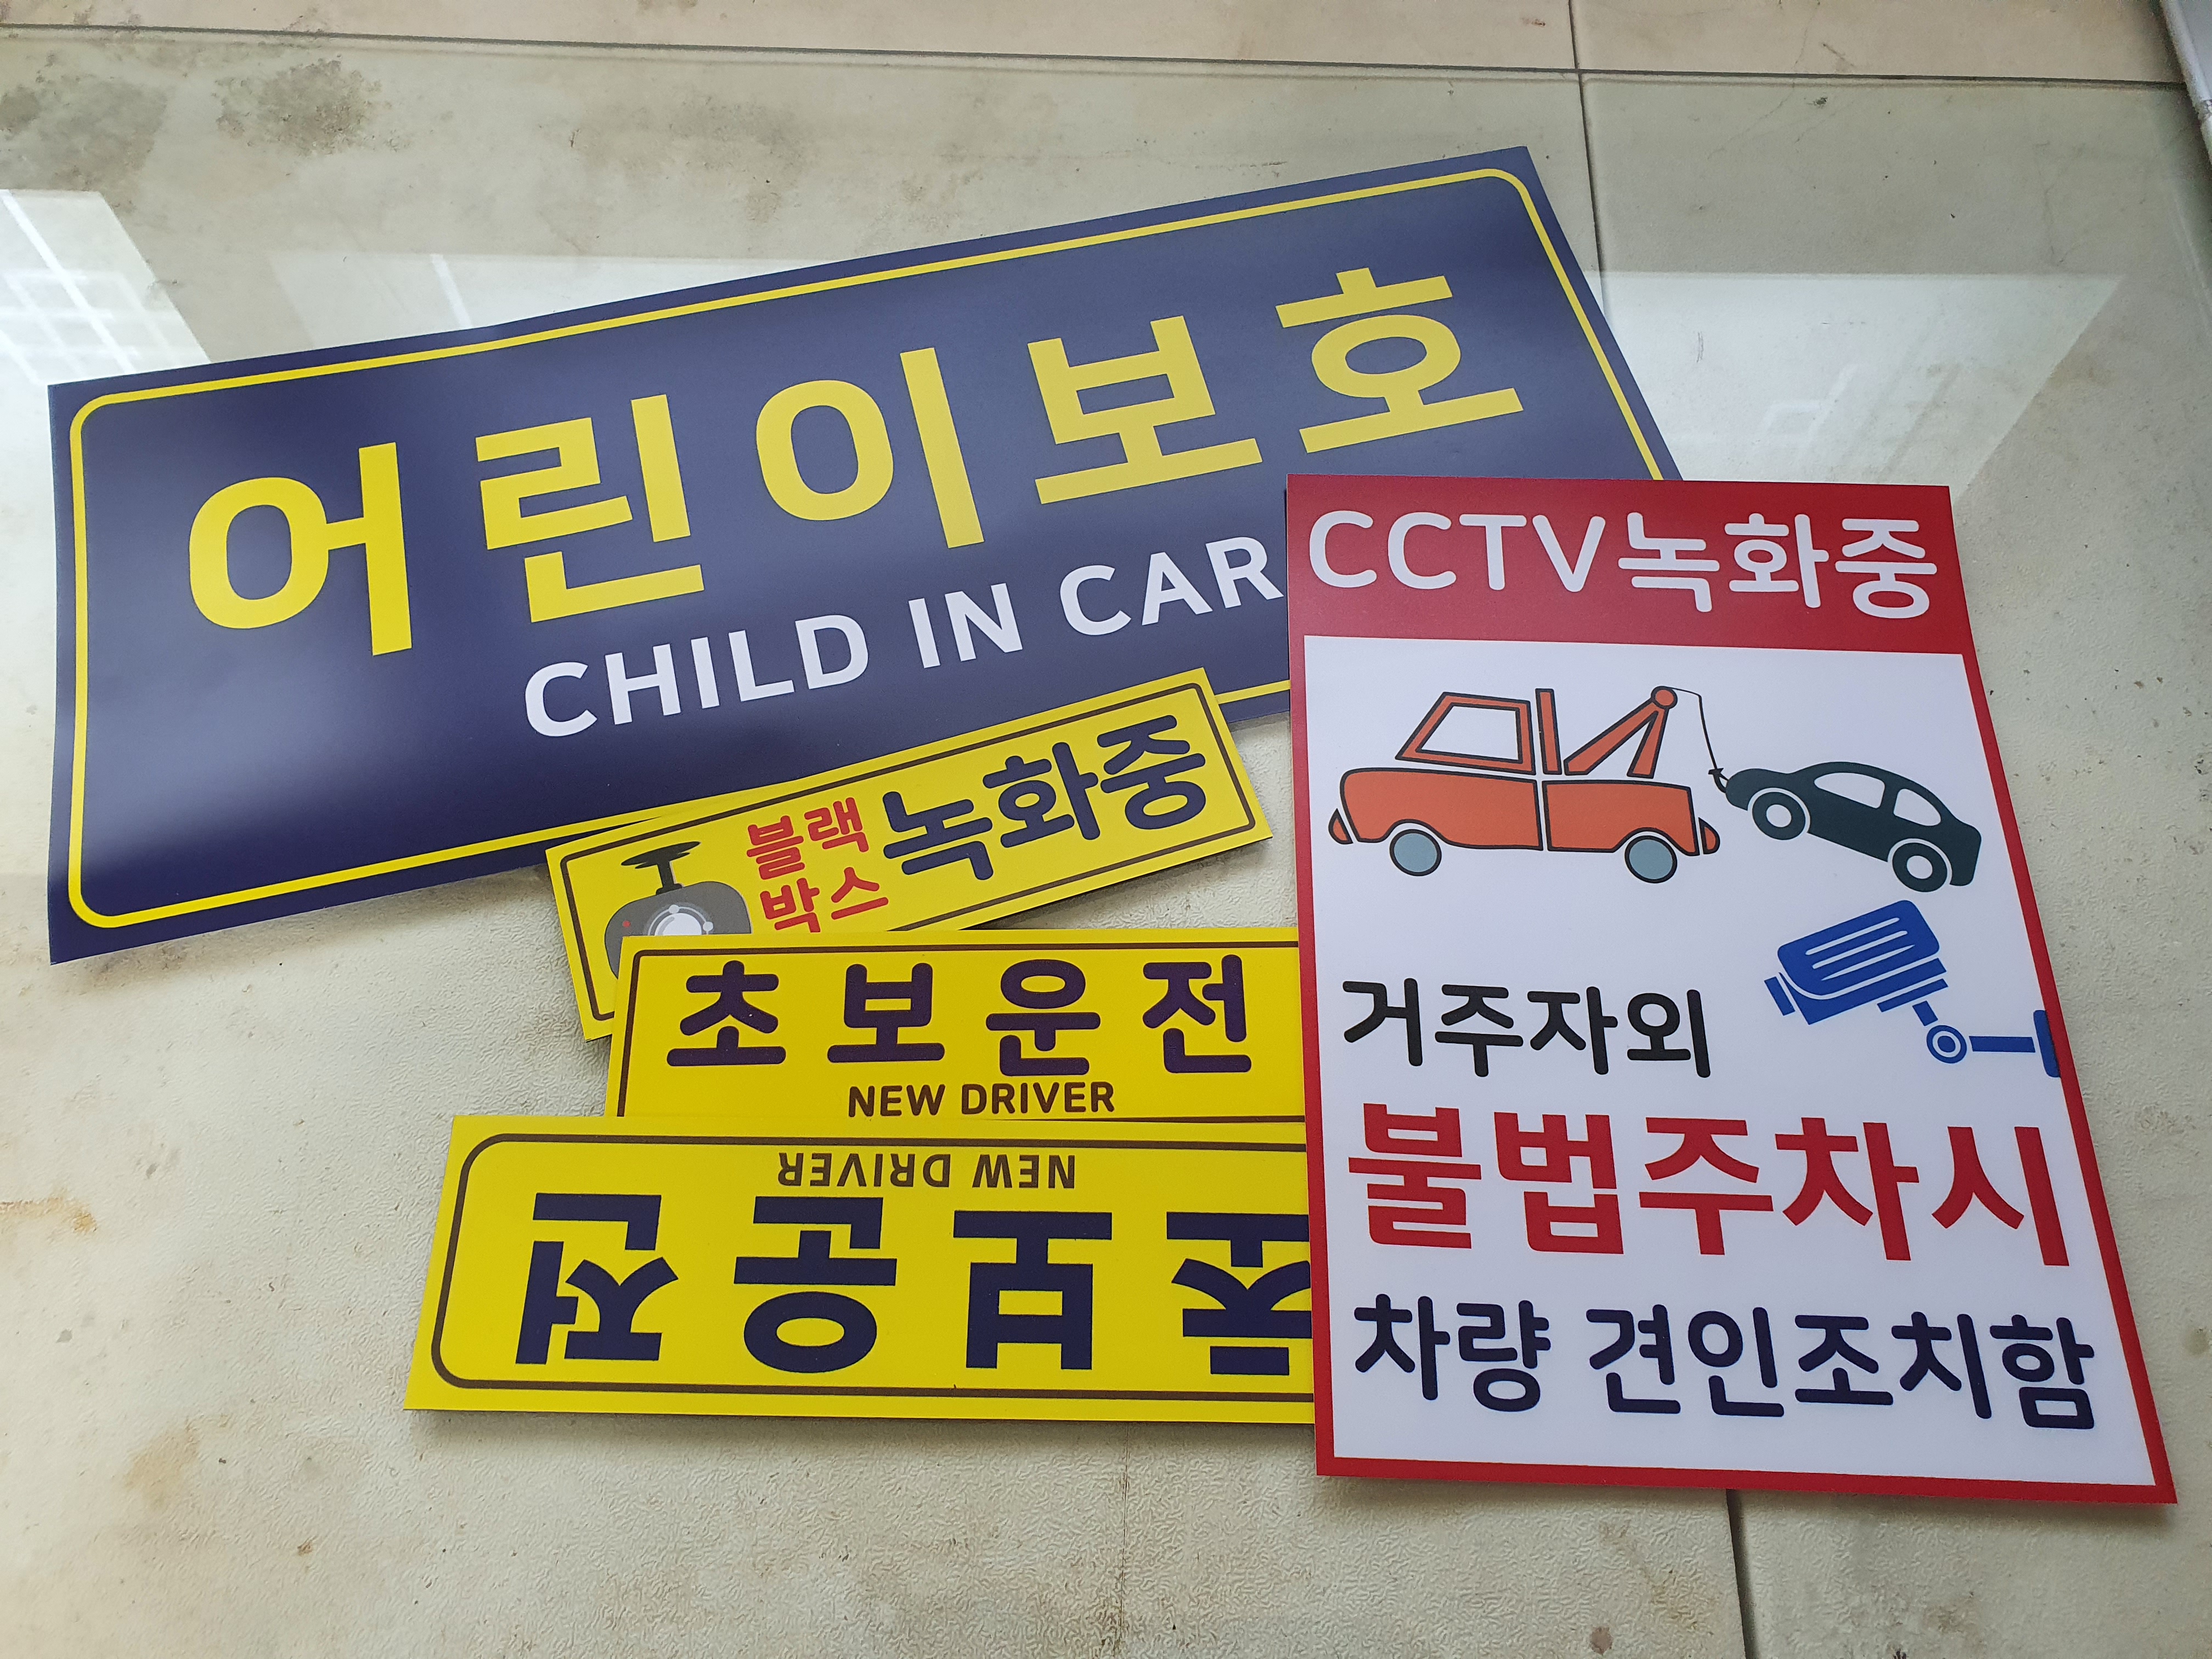 어린이보호
CHILD IN CAR
블랙
박스
녹화중
초보운전
NEW DRIVER
초보운전
NEW DRIVER
CCTV녹화중
거주자외
불법주차시
차량 견인조치함